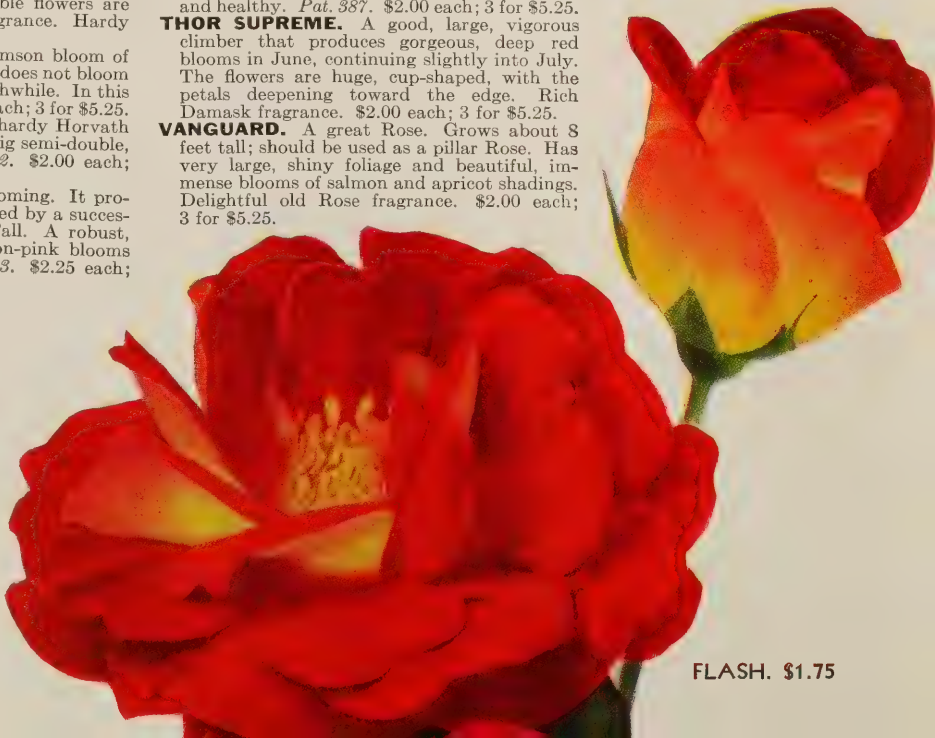 ble flowers are
grance. Hardy
mson bloom of
does not bloom
hwhile. In this
ach; 3 for $5.25.
hardy Horvath
ig semi-double,
2. $2.00 each;
oming. It pro-
ed by a succes-
all. A robust,
on-pink blooms
3. $2.25 each;
and healthy. Pat. 387. $2.00 each; 3 for $5.25.
THOR SUPREME. A good, large, vigorous
climber that produces gorgeous, deep red
blooms in June, continuing slightly into July.
The flowers are huge, cup-shaped, with the
petals deepening toward the edge. Rich
Damask fragrance. $2.00 each; 3 for $5.25.
VANGUARD. A great Rose. Grows about 8
feet tall; should be used as a pillar Rose. Has
very large, shiny foliage and beautiful, im-
mense blooms of salmon and apricot shadings.
Delightful old Rose fragrance. $2.00 each;
3 for $5.25.
FLASH. $1.75